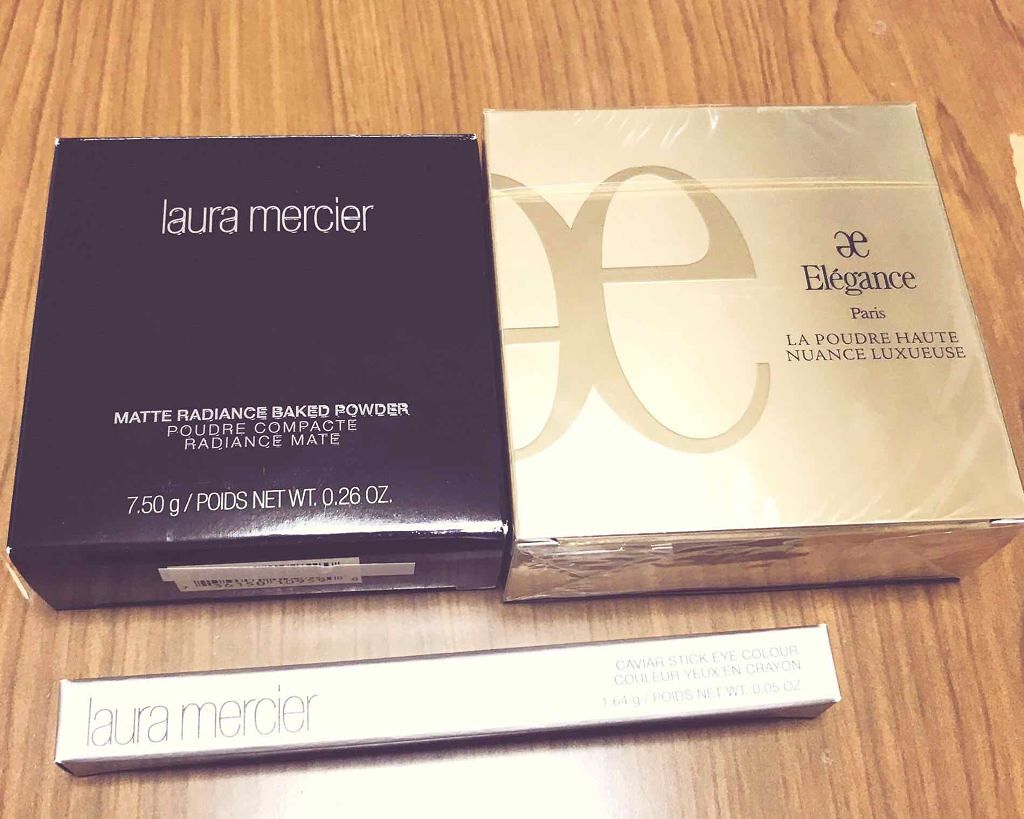 laura mercier
MATTE RADIANCE BAKED POWDER
POUDRE COMPACTE
RADIANCE MATE
7.50 g / POIDS NET WT. 0.26 OZ.
æ
æ
Elégance
Paris
LA POUDRE HAUTE
NUANCE LUXUEUSE
laura mercier
CAVIAR STICK EYE COLOUR
COULEUR YEUX EN CRAYON
1.64 g / POIDS NET WT. 0.05 OZ.